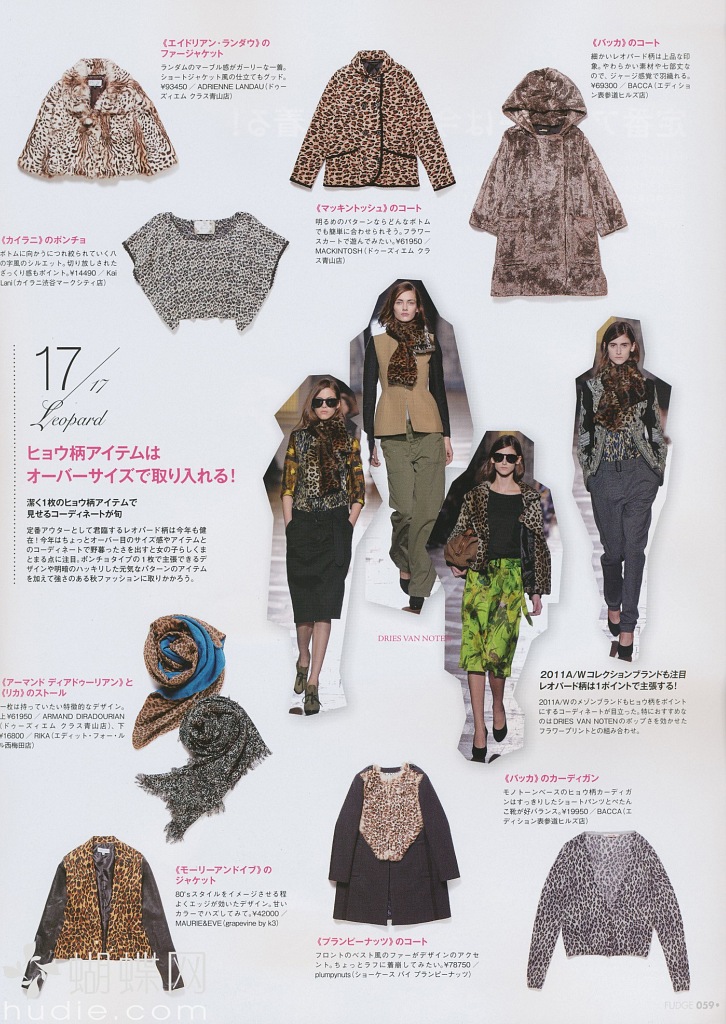 《エイドリアン・ランダウ》の
ファージャケット
ランダムのマーブル感がガーリーな一着。
ショートジャケット風の仕立てもグッド。
¥93450／ADRIENNE LANDAU（ドゥー
ズィエム クラス青山店）
《バッカ》のコート
細かいレオパード柄は上品な印
象。やわらかい素材や七部丈な
ので、ジャージ感覚で羽織れる。
¥69300／BACCA（エディショ
ン表参道ヒルズ店）
《マッキントッシュ》のコート
明るめのパターンならどんなボトム
でも簡単に合わせられそう。フラワー
スカートで遊んでみたい。¥61950／
MACKINTOSH（ドゥーズィエム ク
ラス青山店）
《カイラニ》のポンチョ
ボトムに向かうにつれ絞られていく八
の字風のシルエット。切り放しされた
ざっくり感もポイント。¥14490／Kai
Lani（カイラニ渋谷マークシティ店）
17/17
Leopard
ヒョウ柄アイテムは
オーバーサイズで取り入れる！
潔く1枚のヒョウ柄アイテムで
見せるコーディネートが旬
定番アウターとして君臨するレオパード柄は今年も健
在！今年はちょっとオーバー目のサイズ感やアイテムと
のコーディネートで野暮ったさを出すと女の子らしくま
とまる点に注目。ポンチョタイプの1枚で主張できるデ
ザインや明暗のハッキリした元気なパターンのアイテム
を加えて強さのある秋ファッションに取りかかろう。
DRIES VAN NOTEN
2011A/Wコレクションブランドも注目
レオパード柄は1ポイントで主張する！
2011A/Wのメゾンブランドもヒョウ柄をポイント
にするコーディネートが目立った。特におすすめな
のはDRIES VAN NOTENのポップさを効かせた
フラワープリントとの組み合わせ。
《アーマンド ディアドゥーリアン》と
《リカ》のストール
一枚は持っていたい特徴的なデザイン。
上¥61950／ARMAND DIRADOURIAN
（ドゥーズィエム クラス青山店）、下
¥16800／RIKA（エディット・フォー・ル
ル西梅田店）
《バッカ》のカーディガン
モノトーンベースのヒョウ柄カーディガ
ンはすっきりしたショートパンツとぺたん
こ靴が好バランス。¥19950／BACCA（エ
ディション表参道ヒルズ店）
《モーリーアンドイブ》の
ジャケット
80'sスタイルをイメージさせる程
よくエッジが効いたデザイン。甘い
カラーでハズしてみて。¥42000／
MAURIE&EVE（grapevine by k3）
《プランピーナッツ》のコート
フロントのベスト風のファーがデザインのアクセ
ント。ちょっとラフに着崩してみたい。¥78750／
plumpynuts（ショーケース バイ プランピーナッツ）
蝴蝶网
hudie.com
FUDGE 059